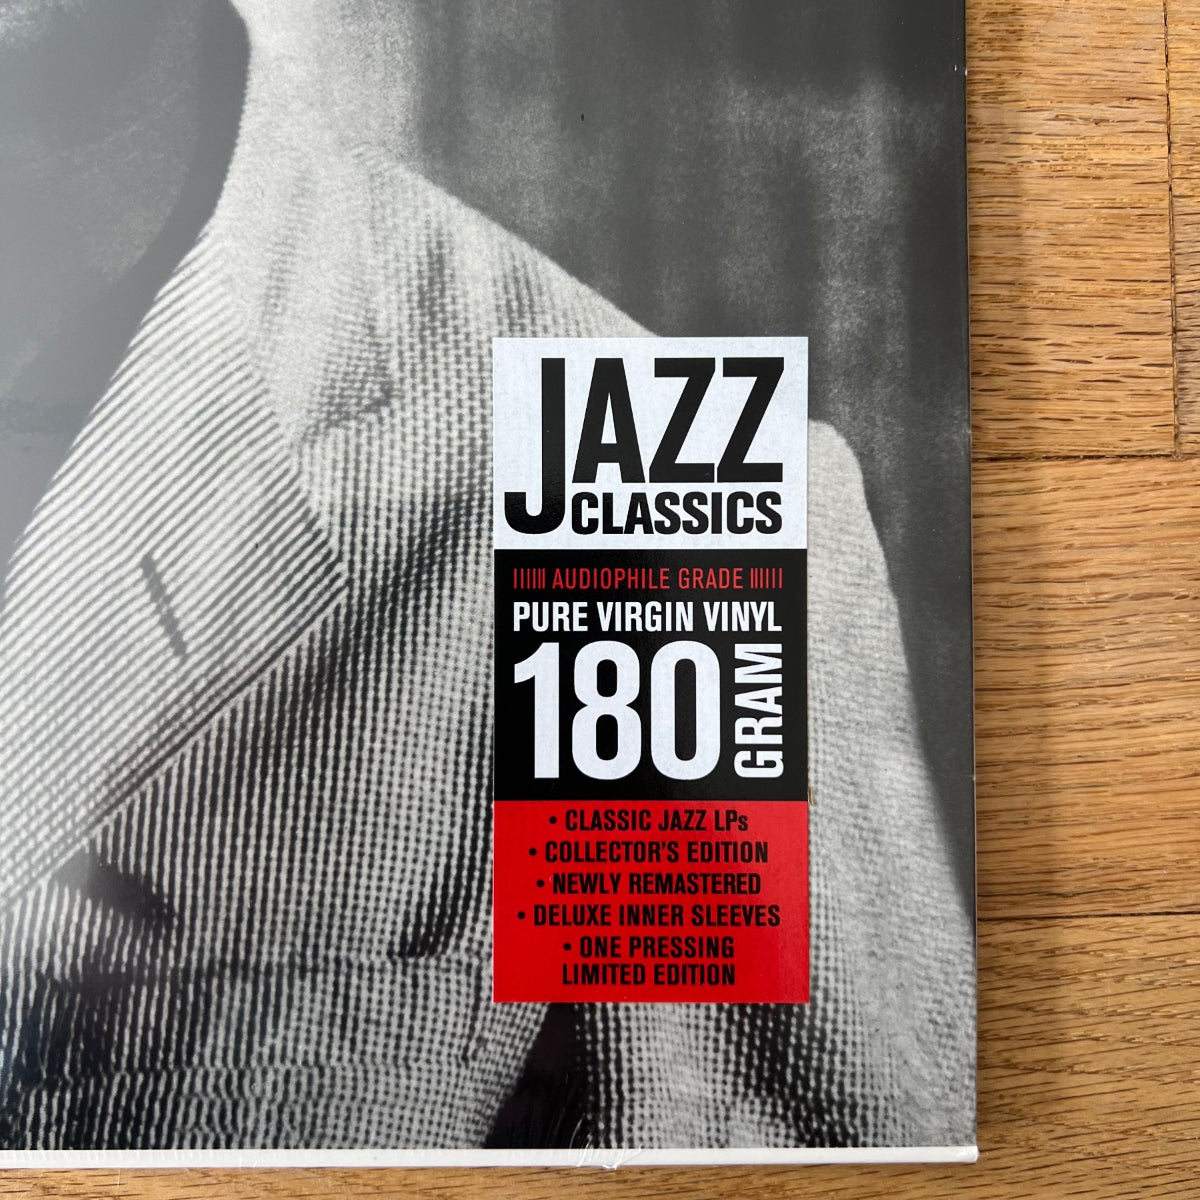 JAZZ
CLASSICS
AUDIOPHILE GRADE
PURE VIRGIN VINYL
180 GRAM
• CLASSIC JAZZ LPs
• COLLECTOR'S EDITION
• NEWLY REMASTERED
• DELUXE INNER SLEEVES
• ONE PRESSING
LIMITED EDITION